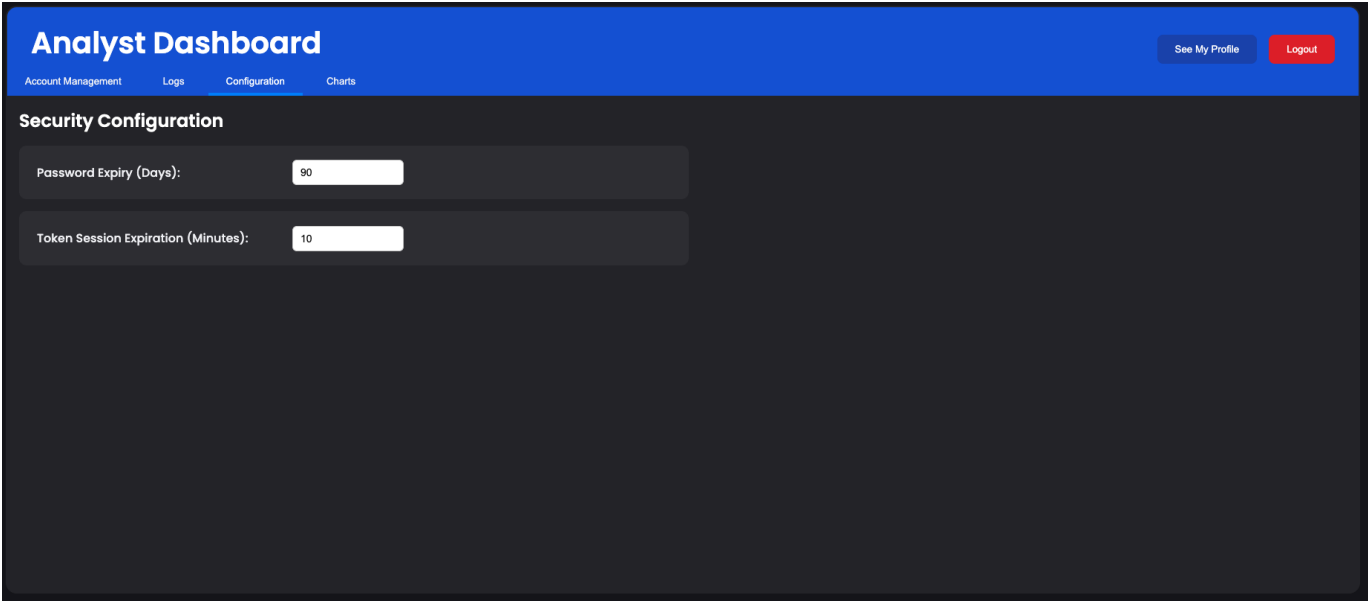 Analyst Dashboard
See My Profile
Logout
Account Management
Logs
Configuration
Charts
Security Configuration
Password Expiry (Days):
90
Token Session Expiration (Minutes):
10